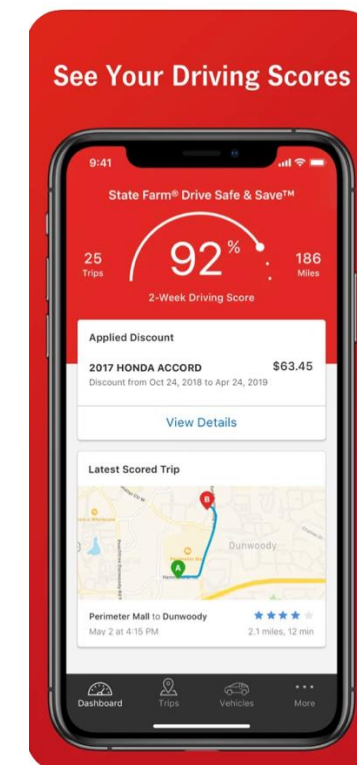 See Your Driving Scores
9:41
State Farm® Drive Safe & Save™
92%
25
Trips
186
Miles
2-Week Driving Score
Applied Discount
2017 HONDA ACCORD $63.45
Discount from Oct 24, 2018 to Apr 24, 2019
View Details
Latest Scored Trip
B
Dunwoody
A
Perimeter Mall to Dunwoody
May 2 at 4:15 PM 2.1 miles, 12 min
Dashboard Trips Vehicles More